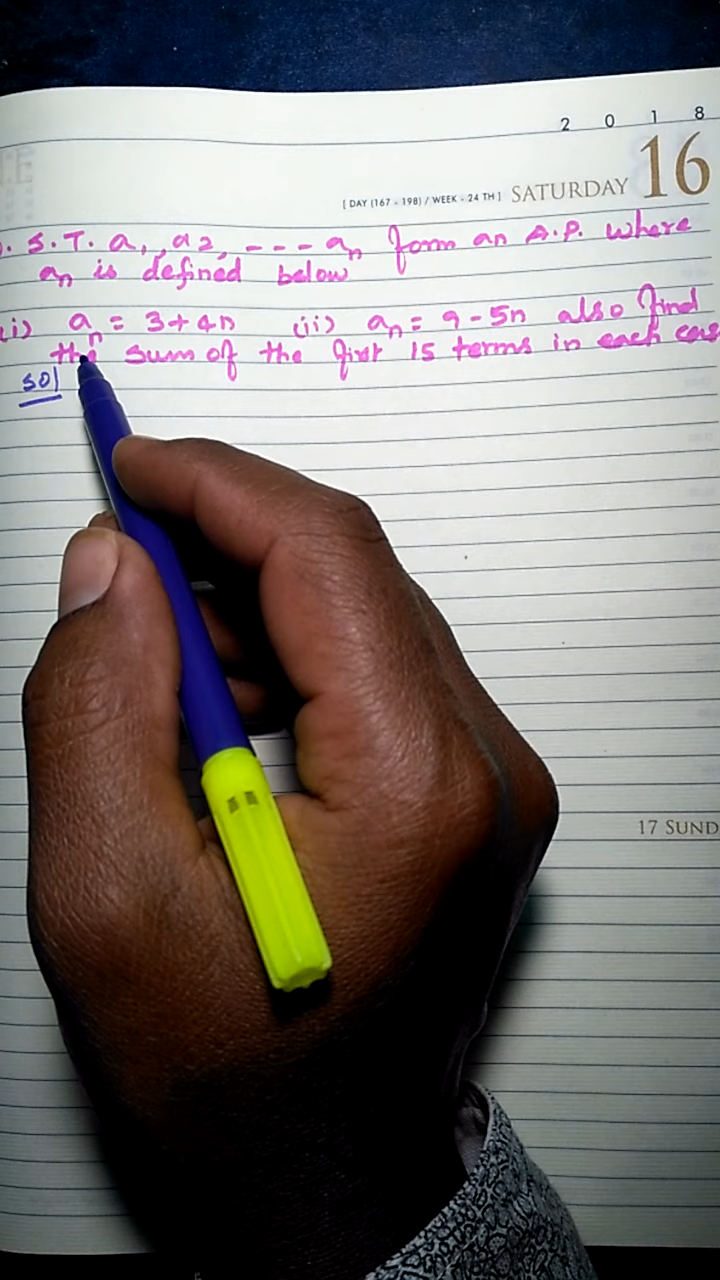 2 0 1 8
[ DAY (167 - 198) / WEEK - 24 TH ] SATURDAY 16
. S.T. a1, a2, - - - - an form an A.P. where
an is defined below
(i) an = 3+4n (ii) an = 9-5n also find
the sum of the first 15 terms in each cas
sol
17 SUND